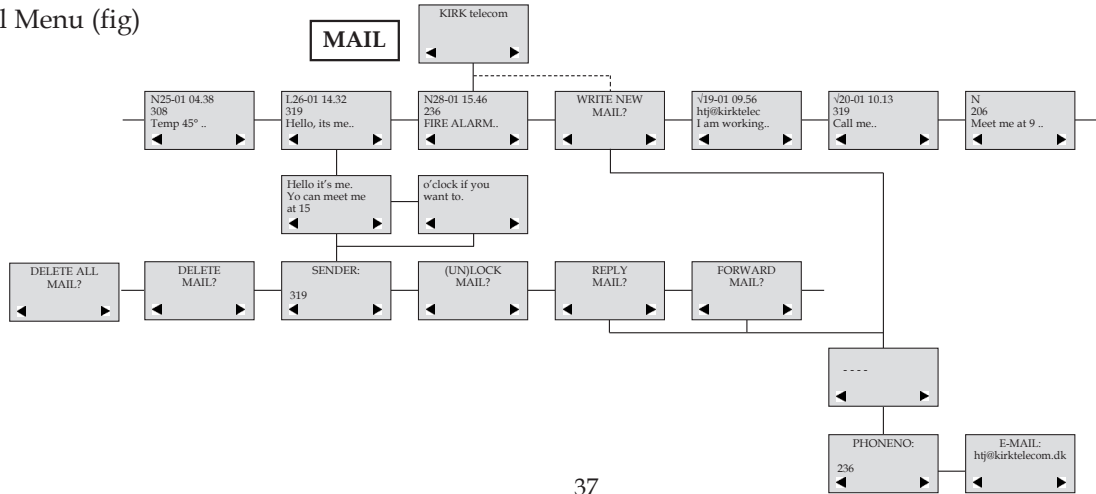 l Menu (fig)
MAIL
KIRK telecom
N25-01 04.38
308
Temp 45° ..
L26-01 14.32
319
Hello, its me..
N28-01 15.46
236
FIRE ALARM..
WRITE NEW
MAIL?
√19-01 09.56
htj@kirktelec
I am working..
√20-01 10.13
319
Call me..
N
206
Meet me at 9 ..
Hello it's me.
Yo can meet me
at 15
o'clock if you
want to.
DELETE ALL
MAIL?
DELETE
MAIL?
SENDER:
319
(UN)LOCK
MAIL?
REPLY
MAIL?
FORWARD
MAIL?
- - - -
PHONENO:
236
E-MAIL:
htj@kirktelecom.dk
37